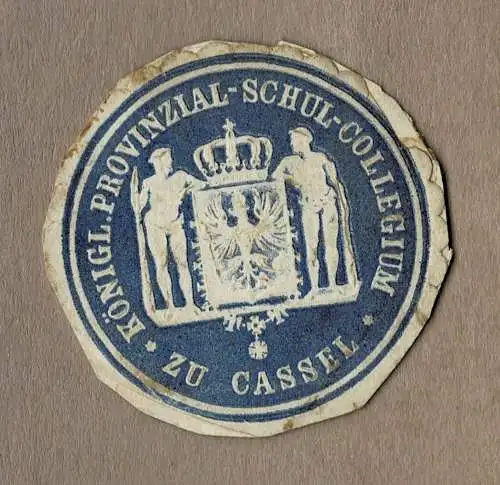 KÖNIGL. PROVINZIAL-SCHUL-COLLEGIUM
* ZU CASSEL *